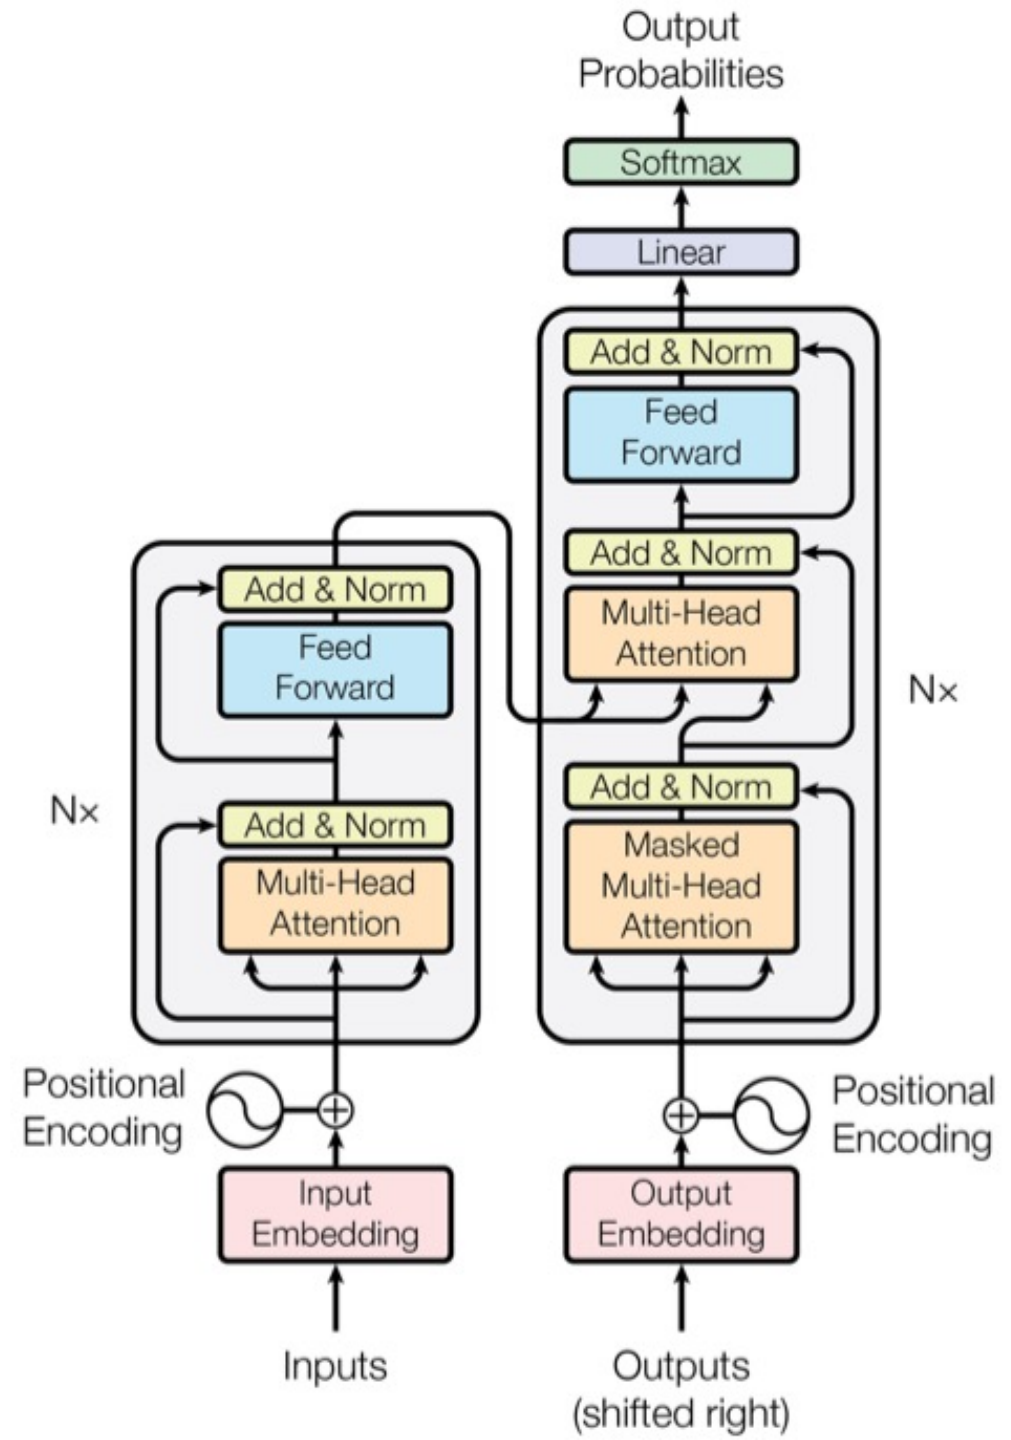 Output
Probabilities
Softmax
Linear
Add & Norm
Feed
Forward
Add & Norm
Multi-Head
Attention
Add & Norm
Masked
Multi-Head
Attention
Nx
Add & Norm
Feed
Forward
Add & Norm
Multi-Head
Attention
Nx
Positional
Encoding
Positional
Encoding
Input
Embedding
Output
Embedding
Inputs
Outputs
(shifted right)